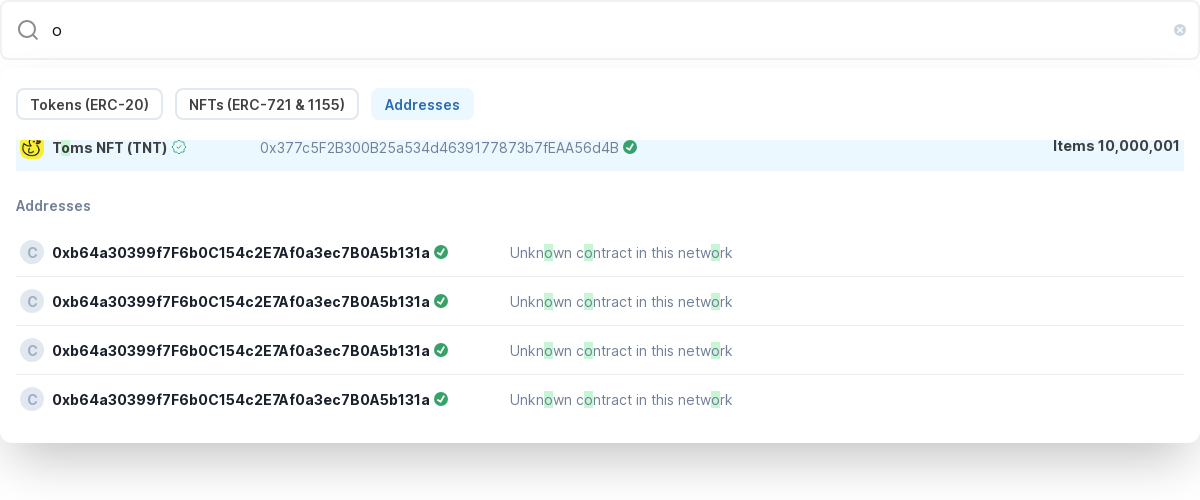 o
Tokens (ERC-20) NFTs (ERC-721 & 1155) Addresses
Toms NFT (TNT) 0x377c5F2B300B25a534d4639177873b7fEAA56d4B Items 10,000,001
Addresses
C 0xb64a30399f7F6b0C154c2E7Af0a3ec7B0A5b131a Unknown contract in this network
C 0xb64a30399f7F6b0C154c2E7Af0a3ec7B0A5b131a Unknown contract in this network
C 0xb64a30399f7F6b0C154c2E7Af0a3ec7B0A5b131a Unknown contract in this network
C 0xb64a30399f7F6b0C154c2E7Af0a3ec7B0A5b131a Unknown contract in this network